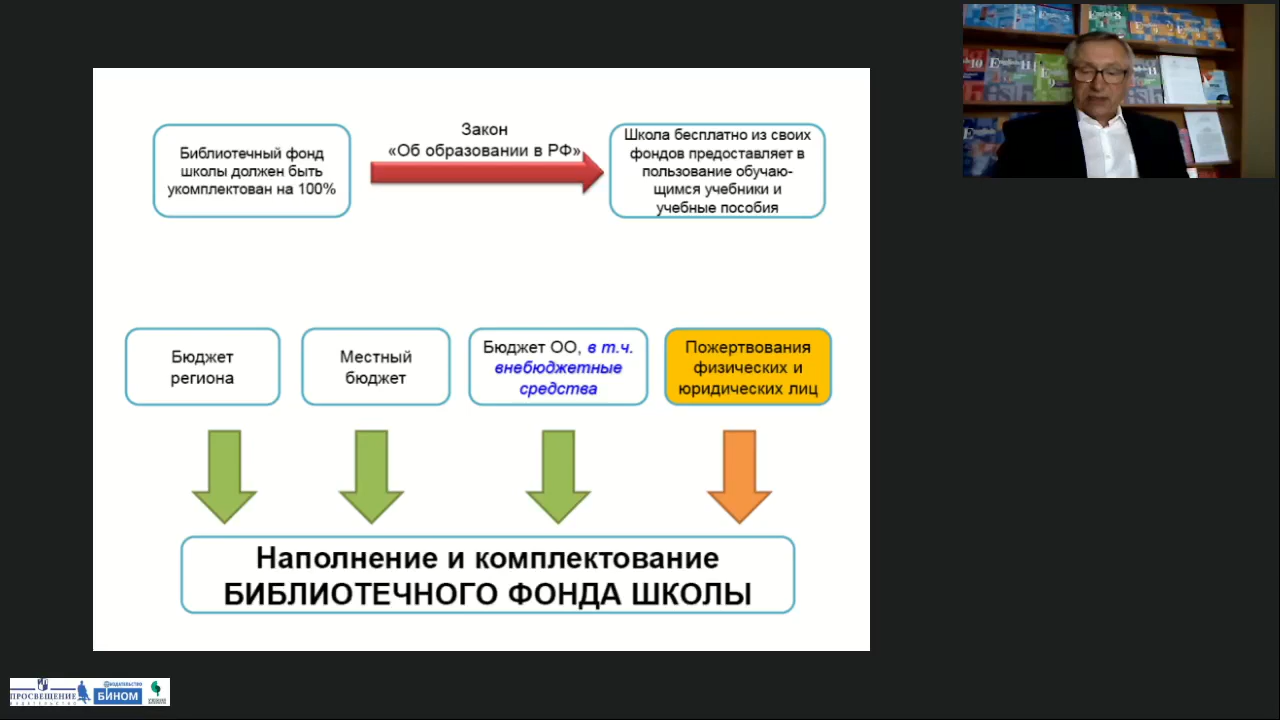 Библиотечный фонд
школы должен быть
укомплектован на 100%
Закон
«Об образовании в РФ»
Школа бесплатно из своих
фондов предоставляет в
пользование обучаю-
щимся учебники и
учебные пособия
Бюджет
региона
Местный
бюджет
Бюджет ОО, в т.ч.
внебюджетные
средства
Пожертвования
физических и
юридических лиц
Наполнение и комплектование
БИБЛИОТЕЧНОГО ФОНДА ШКОЛЫ
ПРОСВЕЩЕНИЕ
ИЗДАТЕЛЬСТВО
ИЗДАТЕЛЬСТВО
БИНОМ